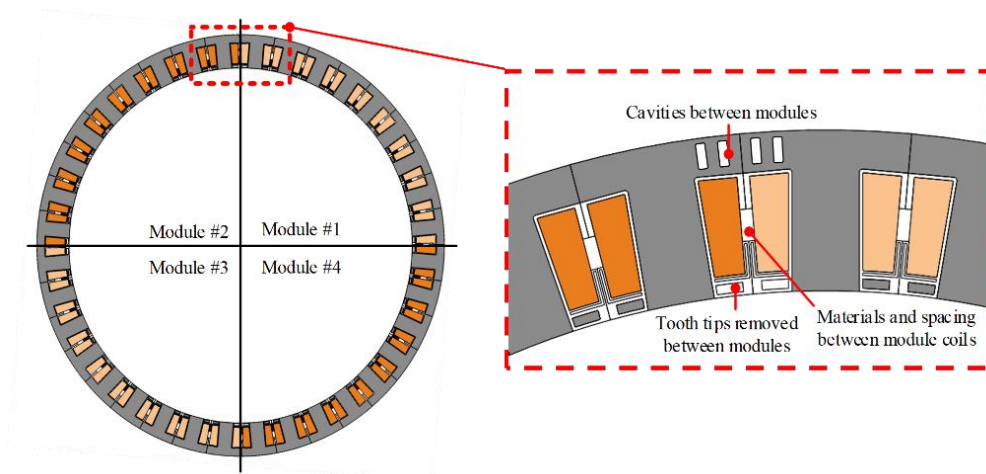 Module #2
Module #1
Module #3
Module #4
Cavities between modules
Tooth tips removed
between modules
Materials and spacing
between module coils